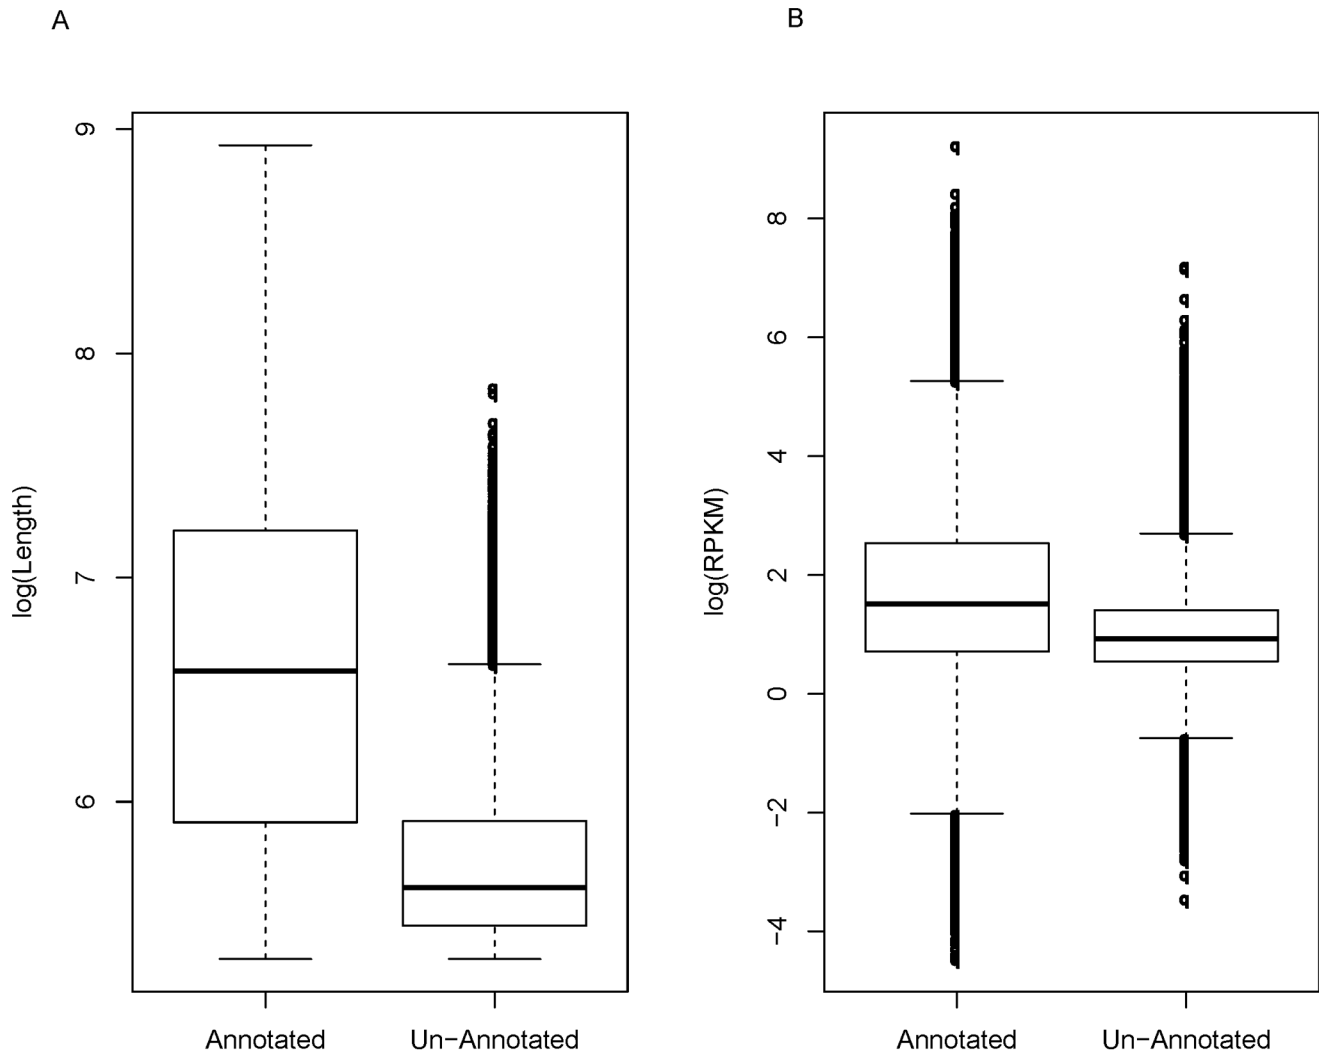 A
log(Length)
9
8
7
6
Annotated
Un-Annotated
B
log(RPKM)
8
6
4
2
0
-2
-4
Annotated
Un-Annotated